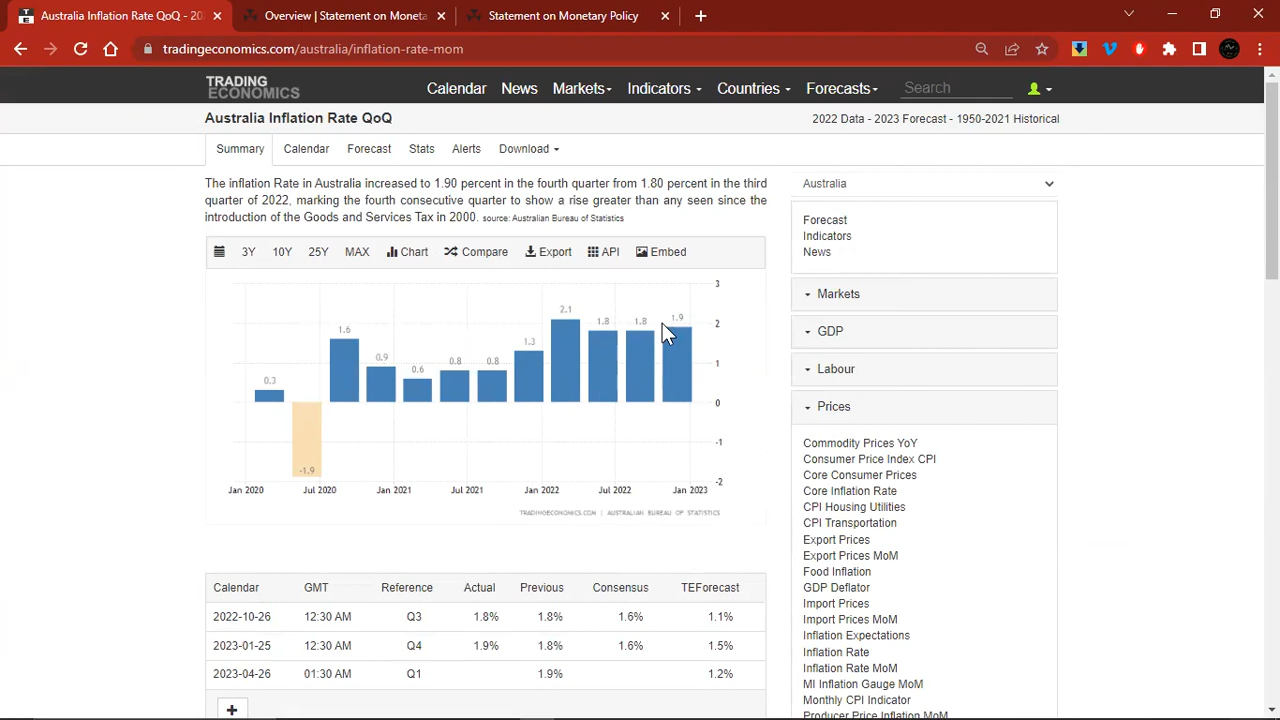 Australia Inflation Rate QoQ - 202
Overview | Statement on Moneta
Statement on Monetary Policy
tradingeconomics.com/australia/inflation-rate-mom
TRADING
ECONOMICS
Calendar News Markets Indicators Countries Forecasts Search
Australia Inflation Rate QoQ
2022 Data - 2023 Forecast - 1950-2021 Historical
Summary Calendar Forecast Stats Alerts Download
The inflation Rate in Australia increased to 1.90 percent in the fourth quarter from 1.80 percent in the third
quarter of 2022, marking the fourth consecutive quarter to show a rise greater than any seen since the
introduction of the Goods and Services Tax in 2000. source: Australian Bureau of Statistics
3Y 10Y 25Y MAX Chart Compare Export API Embed
3
2.1
1.9
2
1.8
1.8
1.6
1.3
1
0.9
0.8
0.8
0.6
0.3
0
-1
-1.9
-2
Jan 2020 Jul 2020 Jan 2021 Jul 2021 Jan 2022 Jul 2022 Jan 2023
TRADINGECONOMICS.COM | AUSTRALIAN BUREAU OF STATISTICS
Calendar GMT Reference Actual Previous Consensus TEForecast
2022-10-26 12:30 AM Q3 1.8% 1.8% 1.6% 1.1%
2023-01-25 12:30 AM Q4 1.9% 1.8% 1.6% 1.5%
2023-04-26 01:30 AM Q1 1.9% 1.2%
Australia
Forecast
Indicators
News
Markets
GDP
Labour
Prices
Commodity Prices YoY
Consumer Price Index CPI
Core Consumer Prices
Core Inflation Rate
CPI Housing Utilities
CPI Transportation
Export Prices
Export Prices MoM
Food Inflation
GDP Deflator
Import Prices
Import Prices MoM
Inflation Expectations
Inflation Rate
Inflation Rate MoM
MI Inflation Gauge MoM
Monthly CPI Indicator
Producer Price Inflation MoM